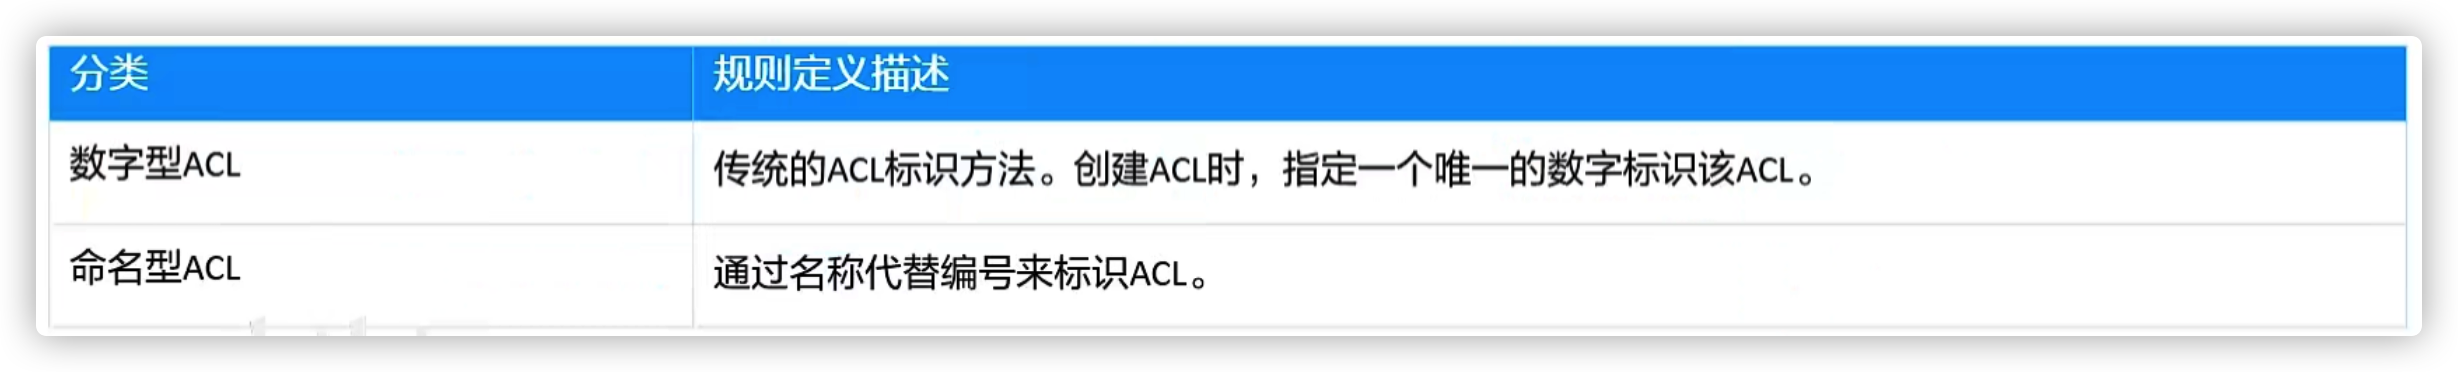 分类
规则定义描述
数字型ACL
传统的ACL标识方法。创建ACL时，指定一个唯一的数字标识该ACL。
命名型ACL
通过名称代替编号来标识ACL。